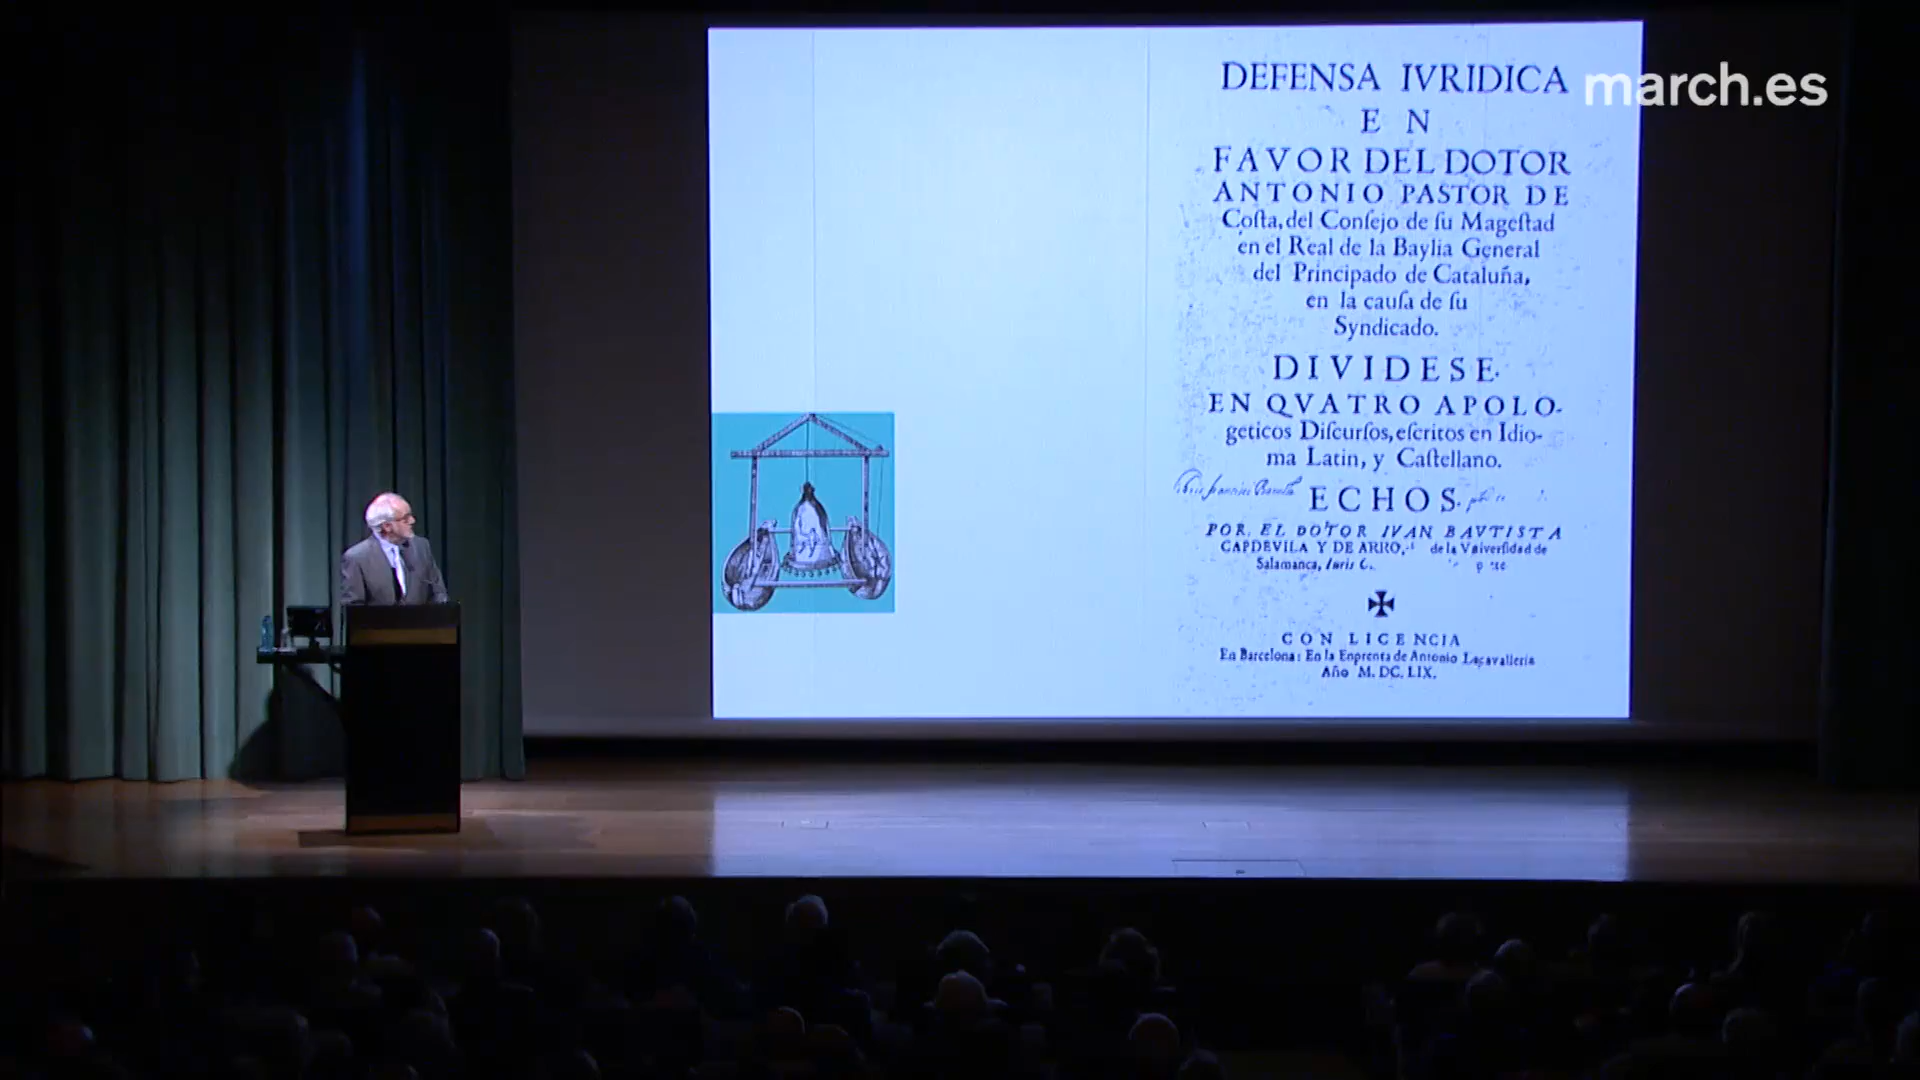 march.es
DEFENSA IVRIDICA
E N
FAVOR DEL DOTOR
ANTONIO PASTOR DE
Coſta, del Conſejo de ſu Mageſtad
en el Real de la Baylia General
del Principado de Cataluña,
en la cauſa de ſu
Syndicado.
DIVIDESE.
EN QVATRO APOLO-
geticos Diſcurſos, eſcritos en Idio-
ma Latin, y Caſtellano.
ECHOS.
POR, EL DOTOR IVAN BAVTISTA
CAPDEVILA Y DE ARRO, de la Vniverſidad de
Salamanca, Iuris C.
CON LICENCIA
En Barcelona: En la Enprenta de Antonio Laçavalleria
Año M. DC. LIX.